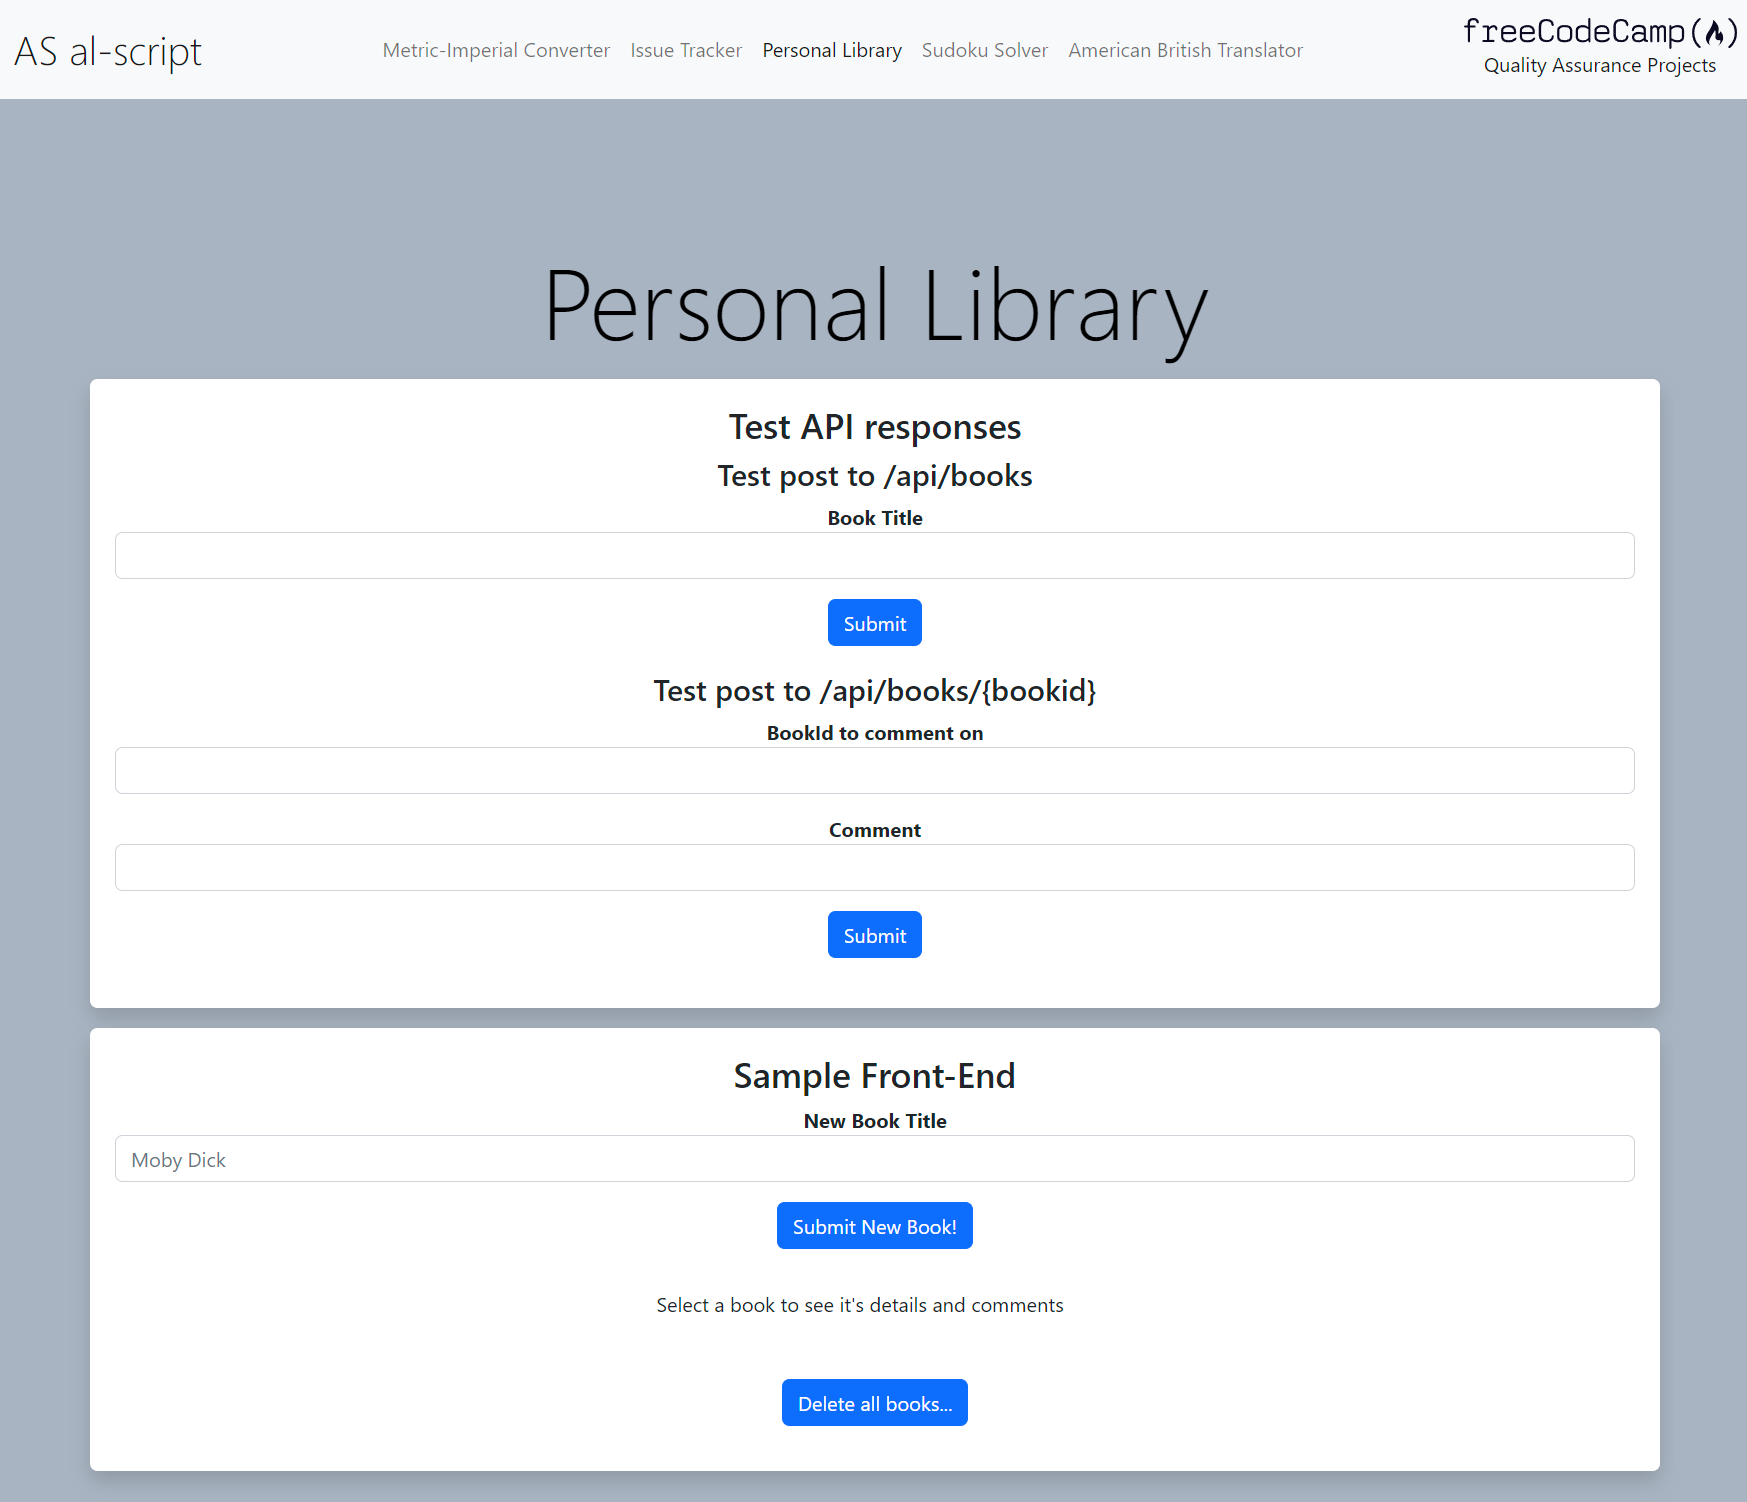 AS al-script
Metric-Imperial Converter Issue Tracker Personal Library Sudoku Solver American British Translator
freeCodeCamp
Quality Assurance Projects
Personal Library
Test API responses
Test post to /api/books
Book Title
Submit
Test post to /api/books/{bookid}
BookId to comment on
Comment
Submit
Sample Front-End
New Book Title
Moby Dick
Submit New Book!
Select a book to see it's details and comments
Delete all books...